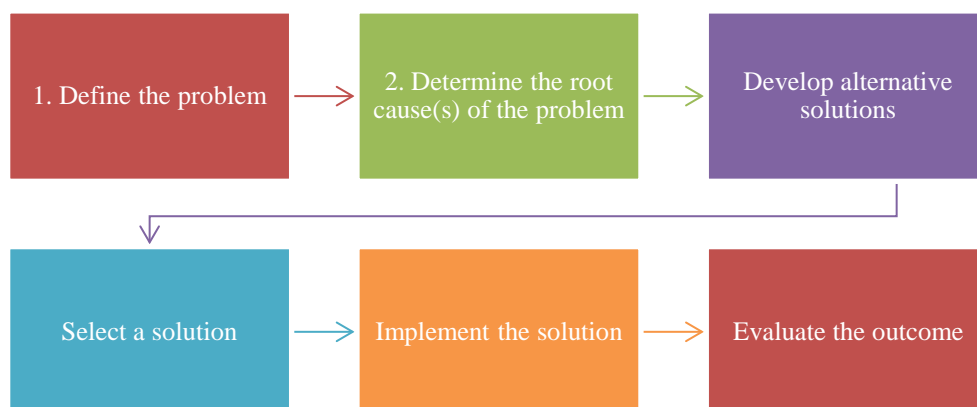 1. Define the problem
2. Determine the root
cause(s) of the problem
Develop alternative
solutions
Select a solution
Implement the solution
Evaluate the outcome